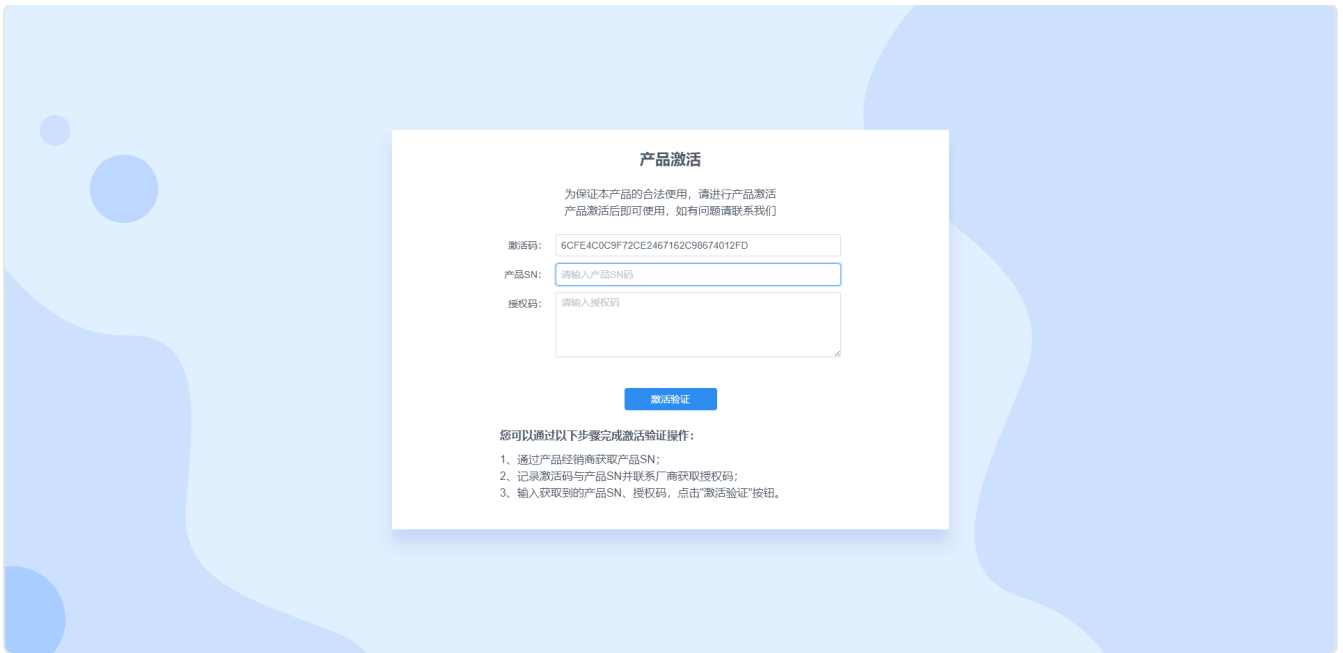 产品激活
为保证本产品的合法使用，请进行产品激活
产品激活后即可使用，如有问题请联系我们
激活码： 6CFE4C0C9F72CE2467162C98674012FD
产品SN： 请输入产品SN码
授权码： 请输入授权码
激活验证
您可以通过以下步骤完成激活验证操作：
1、通过产品经销商获取产品SN；
2、记录激活码与产品SN并联系厂商获取授权码；
3、输入获取到的产品SN、授权码，点击"激活验证"按钮。